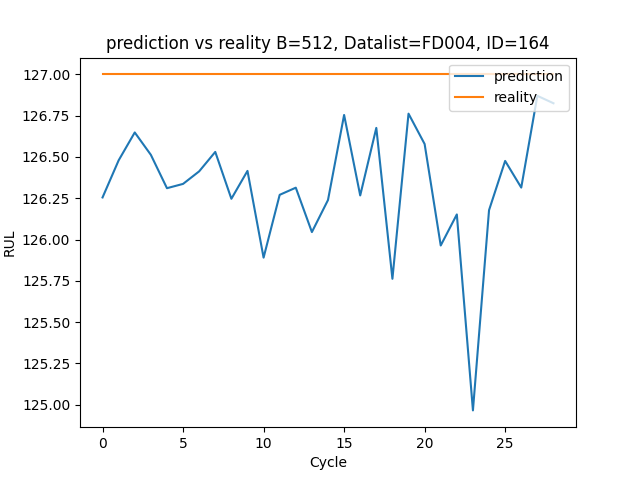 prediction vs reality B=512, Datalist=FD004, ID=164
127.00
126.75
126.50
126.25
126.00
125.75
125.50
125.25
125.00
RUL
prediction
reality
0 5 10 15 20 25
Cycle